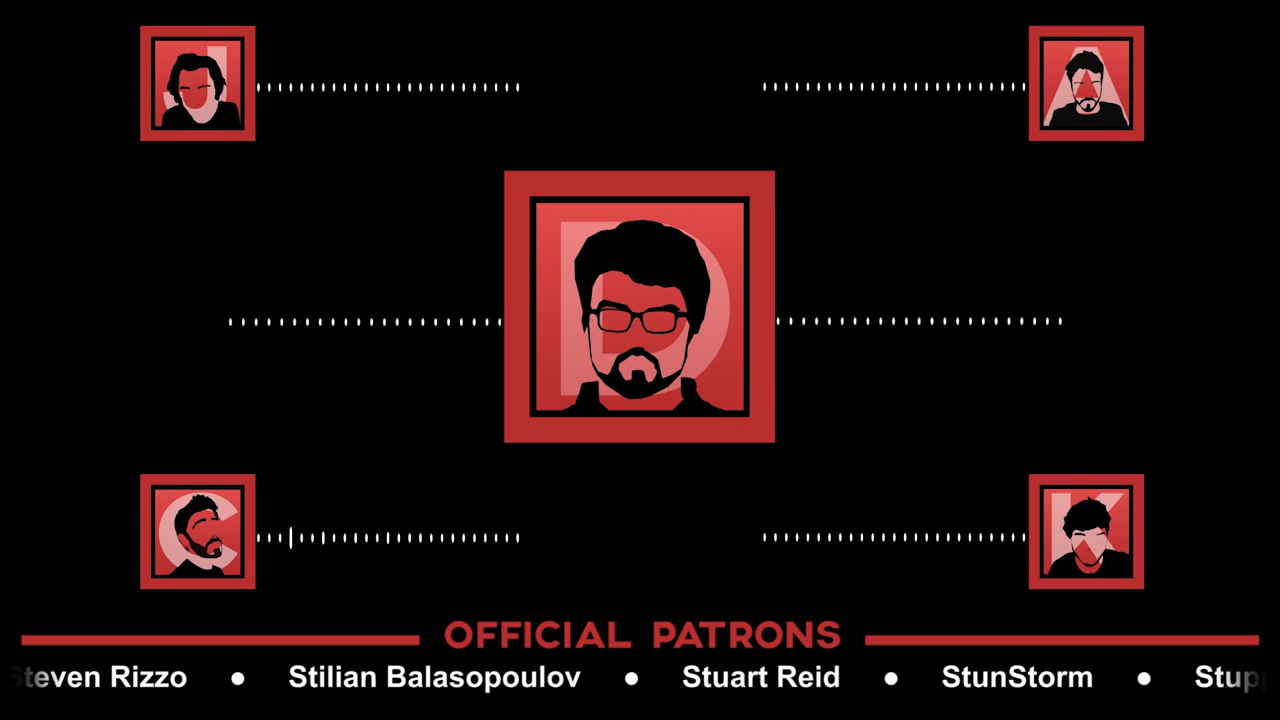 J
A
D
C
K
OFFICIAL PATRONS
Steven Rizzo • Stilian Balasopoulov • Stuart Reid • StunStorm •